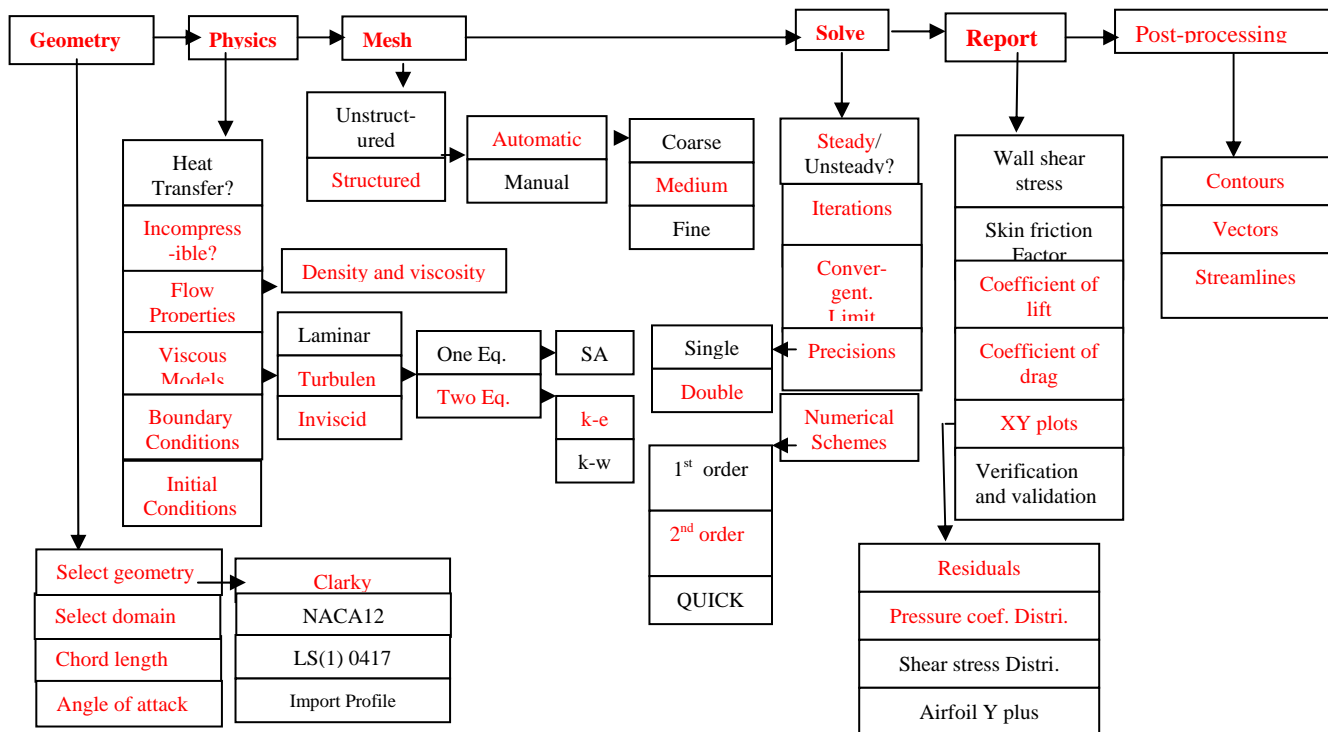 Geometry
Physics
Mesh
Solve
Report
Post-processing
Unstruct-
ured
Structured
Automatic
Manual
Coarse
Medium
Fine
Heat
Transfer?
Incompress
-ible?
Flow
Properties
Viscous
Models
Boundary
Conditions
Initial
Conditions
Density and viscosity
Laminar
Turbulen
Inviscid
One Eq.
Two Eq.
SA
k-e
k-w
Steady/
Unsteady?
Iterations
Conver-
gent.
Limit
Precisions
Numerical
Schemes
Single
Double
1st order
2nd order
QUICK
Wall shear
stress
Skin friction
Factor
Coefficient of
lift
Coefficient of
drag
XY plots
Verification
and validation
Contours
Vectors
Streamlines
Select geometry
Select domain
Chord length
Angle of attack
Clarky
NACA12
LS(1) 0417
Import Profile
Residuals
Pressure coef. Distri.
Shear stress Distri.
Airfoil Y plus